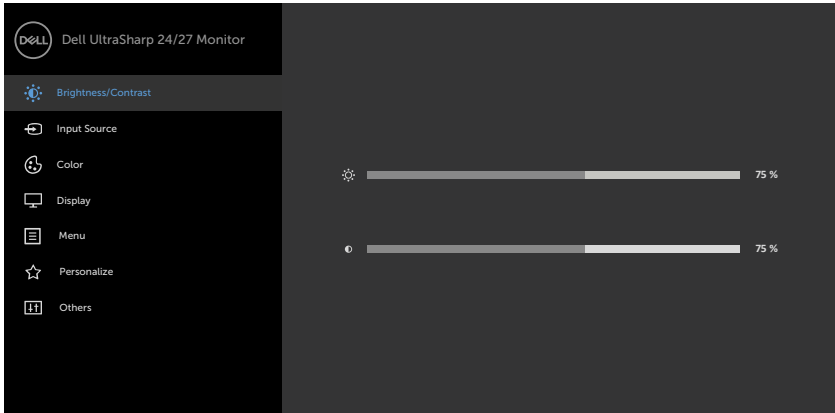 DELL
Dell UltraSharp 24/27 Monitor
Brightness/Contrast
Input Source
Color
75 %
Display
Menu
75 %
Personalize
Others